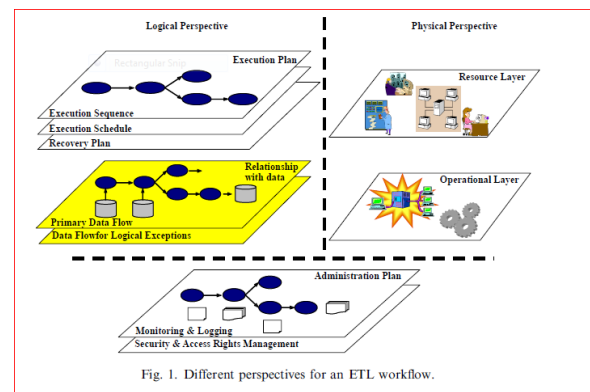 Logical Perspective
Physical Perspective
Rectangular Snip
Execution Plan
Execution Sequence
Execution Schedule
Recovery Plan
Resource Layer
Relationship
with data
Primary Data Flow
Data Flowfor Logical Exceptions
Operational Layer
Administration Plan
Monitoring & Logging
Security & Access Rights Management
Fig. 1. Different perspectives for an ETL workflow.